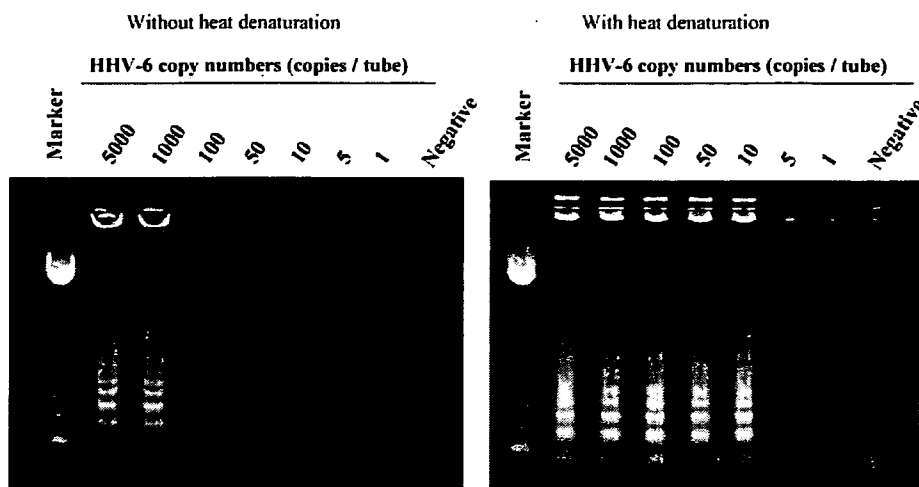 Without heat denaturation
HHV-6 copy numbers (copies / tube)
Marker
5000
1000
100
50
10
5
1
Negative
With heat denaturation
HHV-6 copy numbers (copies / tube)
Marker
5000
1000
100
50
10
5
1
Negative